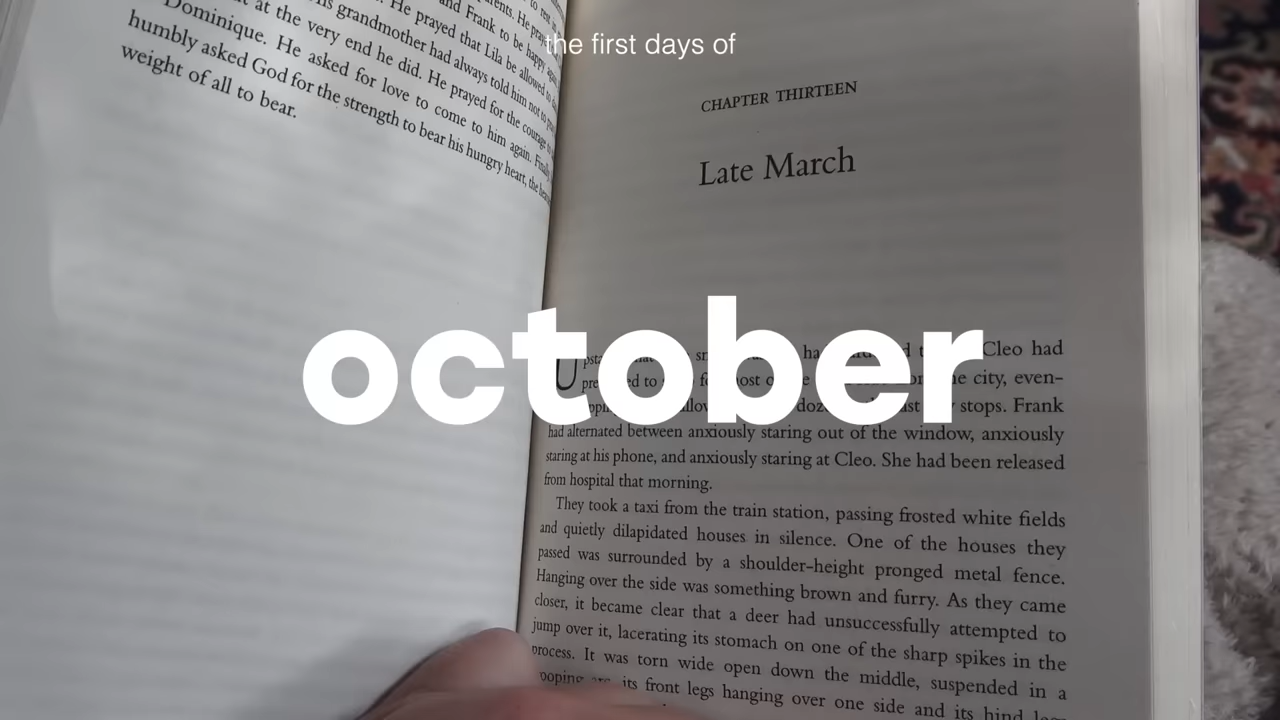 the first days of
october
and Frank to be happy
He prayed that Lila be allowed to
his grandmother had always told him not to
at the very end he did. He prayed for the courage
Dominique. He asked for love to come to him again. Finally
humbly asked God for the strength to bear his hungry heart, the
weight of all to bear.
CHAPTER THIRTEEN
Late March
Cleo had
the city, even-
stops. Frank
had alternated between anxiously staring out of the window, anxiously
staring at his phone, and anxiously staring at Cleo. She had been released
from hospital that morning.
They took a taxi from the train station, passing frosted white fields
and quietly dilapidated houses in silence. One of the houses they
passed was surrounded by a shoulder-height pronged metal fence.
Hanging over the side was something brown and furry. As they came
closer, it became clear that a deer had unsuccessfully attempted to
jump over it, lacerating its stomach on one of the sharp spikes in the
process. It was torn wide open down the middle, suspended in a
its front legs hanging over one side and its hind legs